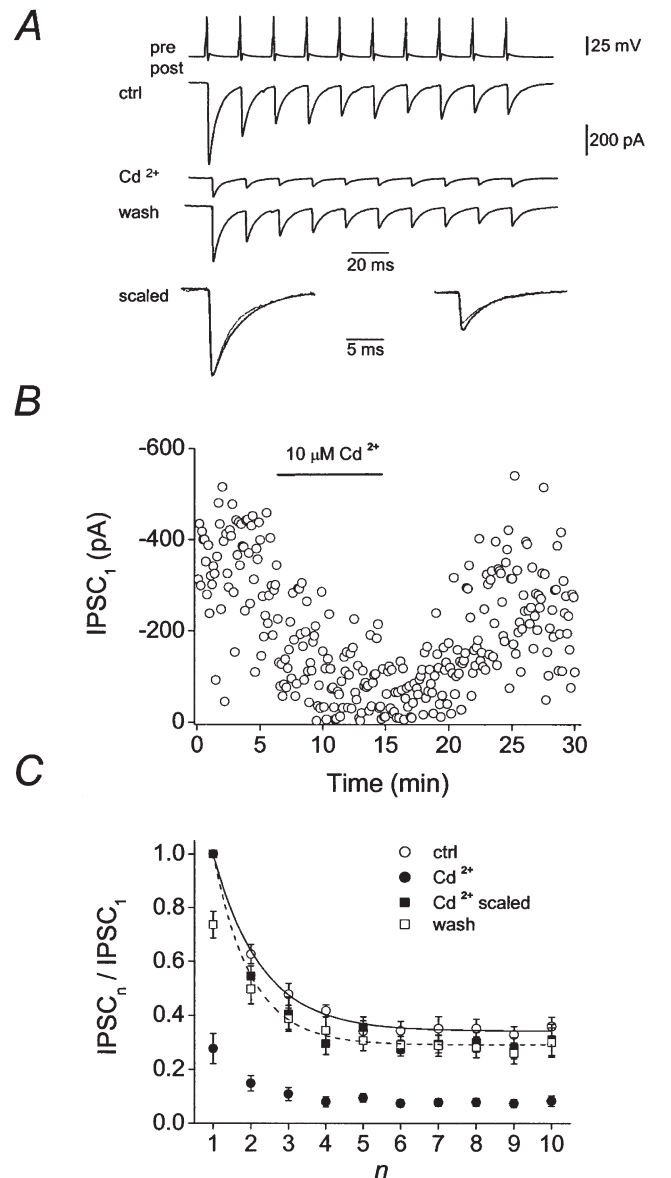 A
pre
25 mV
post
ctrl
200 pA
Cd 2+
wash
20 ms
scaled
5 ms
B
10 μM Cd 2+
-600
-400
-200
0
IPSC1 (pA)
0 5 10 15 20 25 30
Time (min)
C
1.0
0.8
0.6
0.4
0.2
0.0
IPSCn / IPSC1
ctrl
Cd 2+
Cd 2+ scaled
wash
1 2 3 4 5 6 7 8 9 10
n